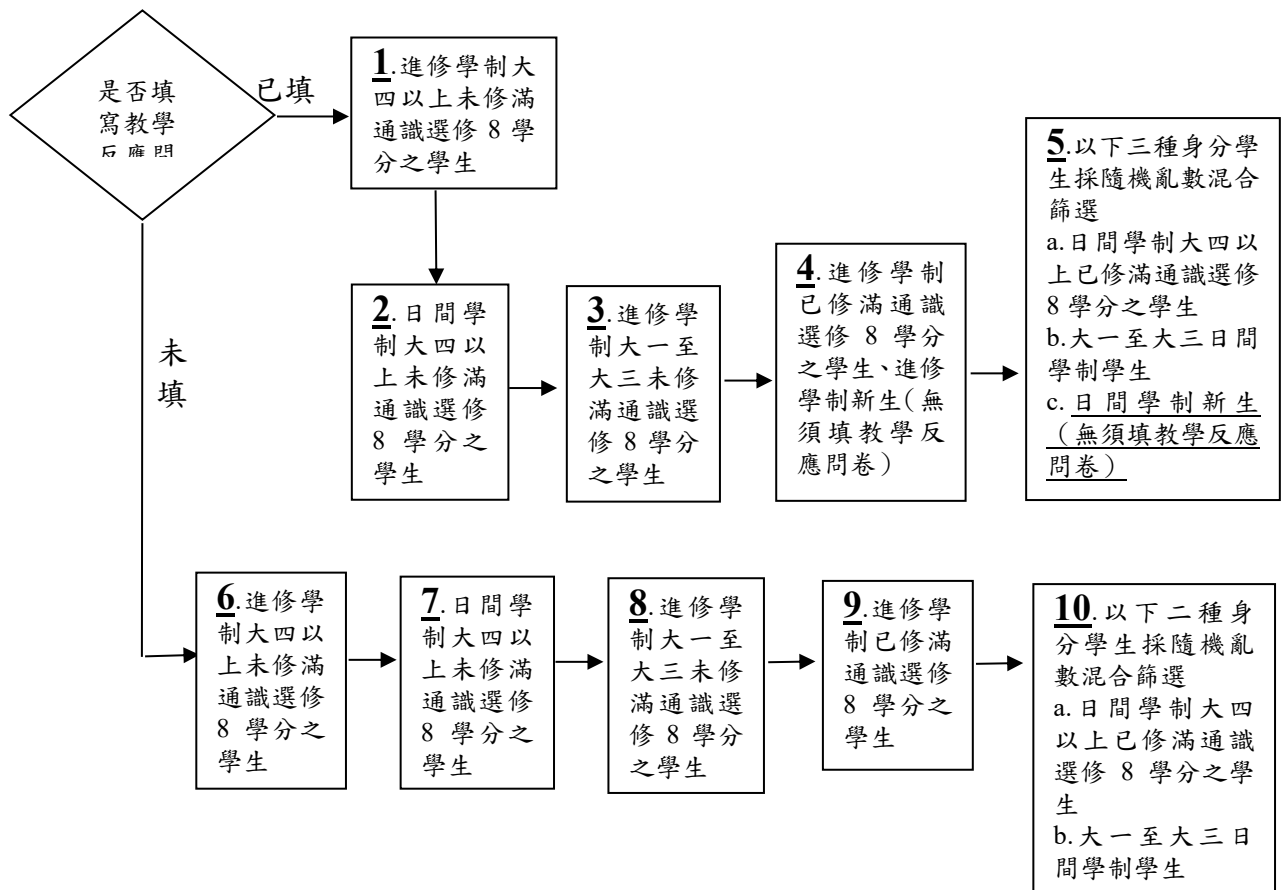 是否填
寫教學
反應問
已填
1.進修學制大
四以上未修滿
通識選修 8 學
分之學生
2.日間學
制大四以
上未修滿
通識選修
8 學分之
學生
3.進修學
制大一至
大三未修
滿通識選
修 8 學分
之學生
4.進修學制
已修滿通識
選修 8 學分
之學生、進修
學制新生(無
須填教學反
應問卷)
5.以下三種身分學
生採隨機亂數混合
篩選
a.日間學制大四以
上已修滿通識選修
8 學分之學生
b.大一至大三日間
學制學生
c.日間學制新生
(無須填教學反應
問卷)
未
填
6.進修學
制大四以
上未修滿
通識選修
8 學分之
學生
7.日間學
制大四以
上未修滿
通識選修
8 學分之
學生
8.進修學
制大一至
大三未修
滿通識選
修 8 學分
之學生
9.進修學
制已修滿
通識選修
8 學分之
學生
10.以下二種身
分學生採隨機亂
數混合篩選
a.日間學制大四
以上已修滿通識
選修 8 學分之學
生
b.大一至大三日
間學制學生